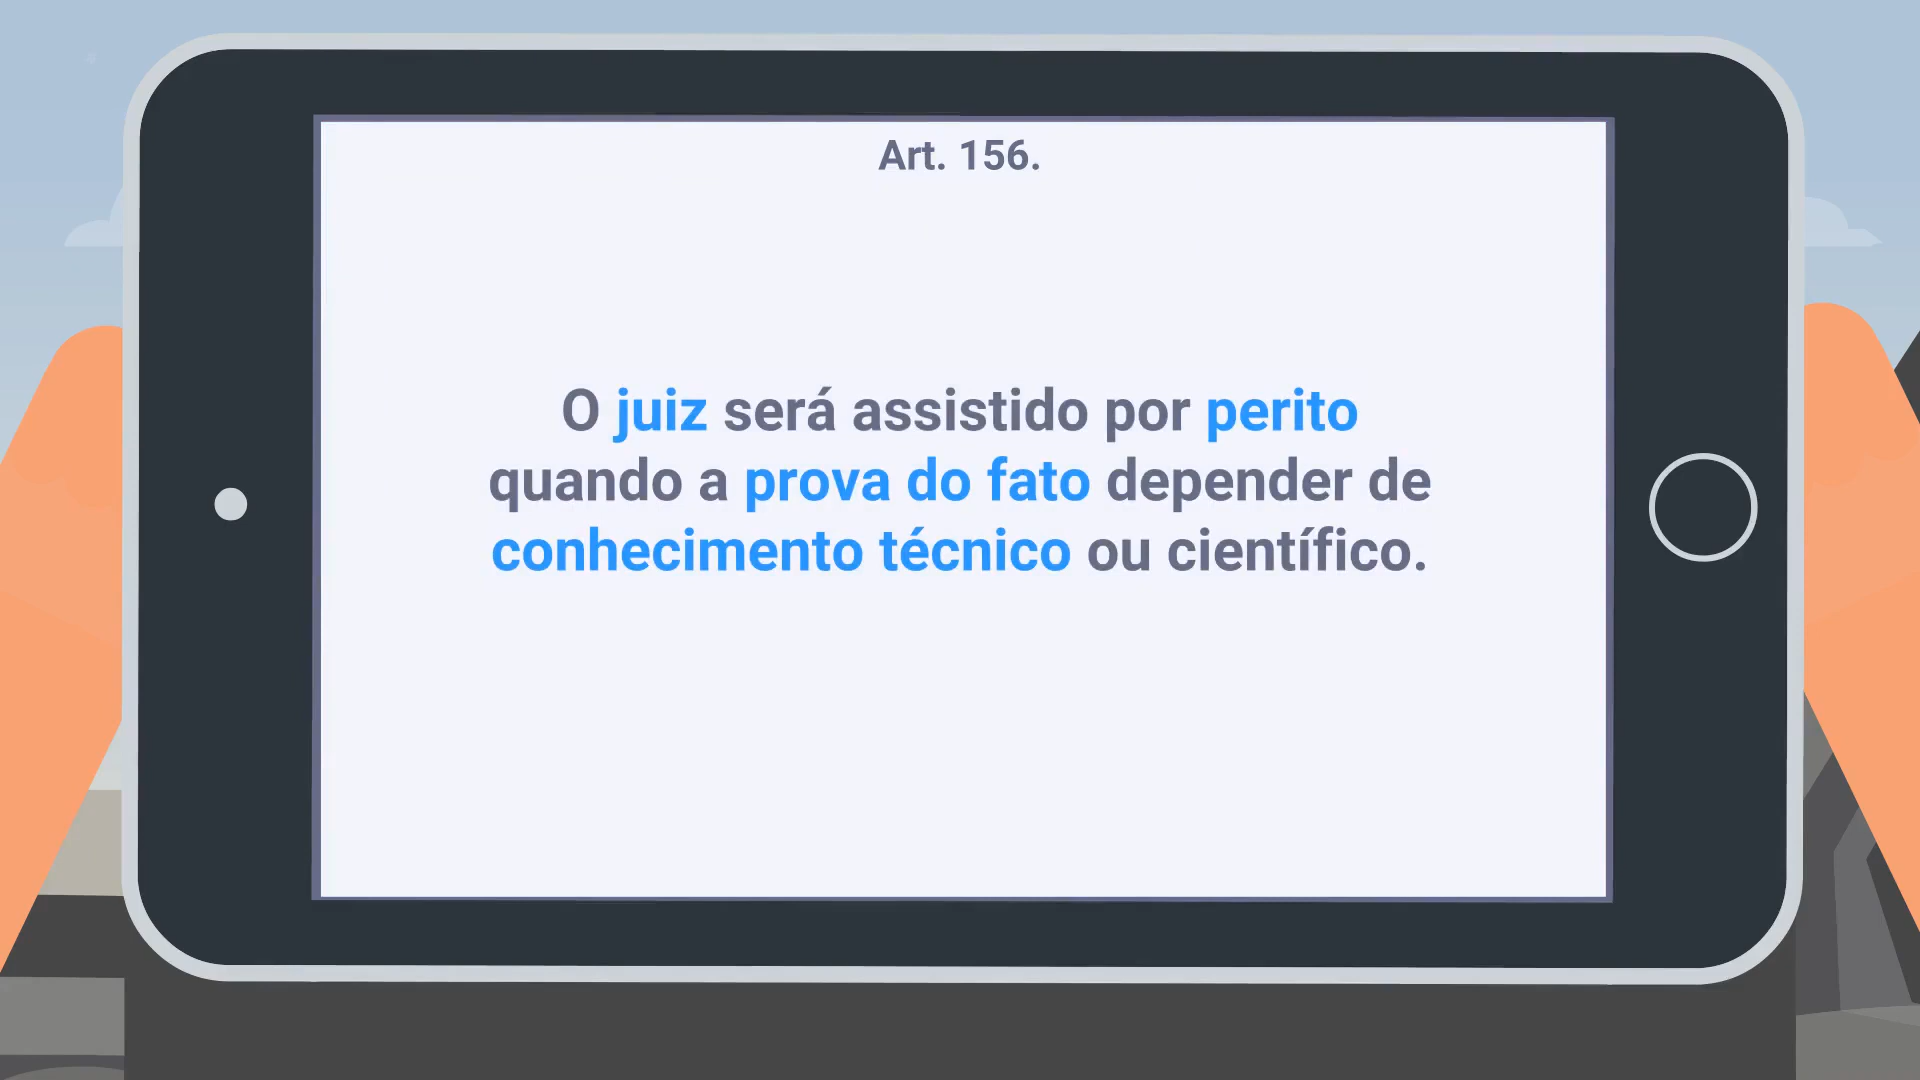 Art. 156.
O juiz será assistido por perito
quando a prova do fato depender de
conhecimento técnico ou científico.